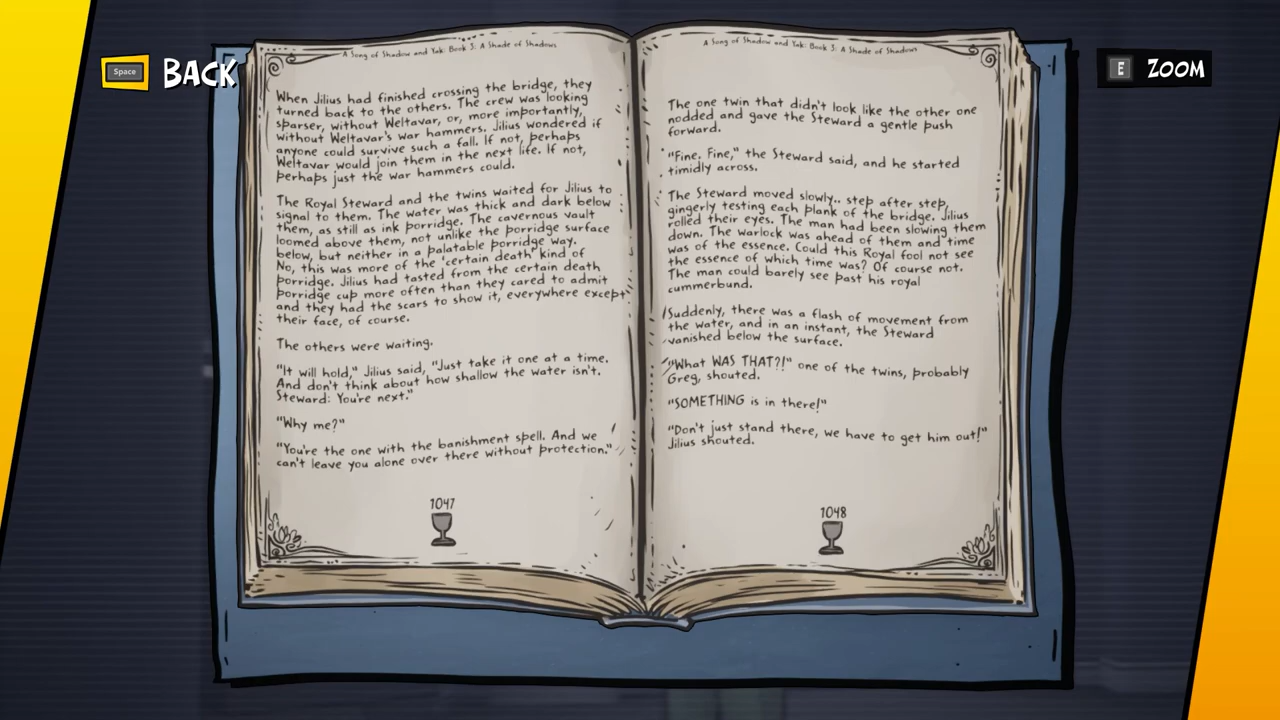 Space BACK
E ZOOM
A Song of Shadow and Yak: Book 3: A Shade of Shadows
When Jilius had finished crossing the bridge, they
turned back to the others. The crew was looking
sparser, without Weltavar, or, more importantly,
without Weltavar's war hammers. Jilius wondered if
anyone could survive such a fall. If not, perhaps
Weltavar would join them in the next life. If not,
perhaps just the war hammers could.
The Royal Steward and the twins waited for Jilius to
signal to them. The water was thick and dark below
them, as still as ink porridge. The cavernous vault
loomed above them, not unlike the porridge surface
below, but neither in a palatable porridge way.
No, this was more of the 'certain death' kind of
porridge. Jilius had tasted from the certain death
porridge cup more often than they cared to admit
and they had the scars to show it, everywhere except
their face, of course.
The others were waiting.
"It will hold," Jilius said, "Just take it one at a time.
And don't think about how shallow the water isn't.
Steward: You're next."
"Why me?"
"You're the one with the banishment spell. And we
can't leave you alone over there without protection."
1047
A Song of Shadow and Yak: Book 3: A Shade of Shadows
The one twin that didn't look like the other one
nodded and gave the Steward a gentle push
forward.
"Fine. Fine," the Steward said, and he started
timidly across.
The Steward moved slowly.. step after step,
gingerly testing each plank of the bridge. Jilius
rolled their eyes. The man had been slowing them
down. The warlock was ahead of them and time
was of the essence. Could this Royal fool not see
the essence of which time was? Of course not.
The man could barely see past his royal
cummerbund.
Suddenly, there was a flash of movement from
the water, and in an instant, the Steward
vanished below the surface.
"What WAS THAT?!" one of the twins, probably
Greg, shouted.
"SOMETHING is in there!"
"Don't just stand there, we have to get him out!"
Jilius shouted.
1048